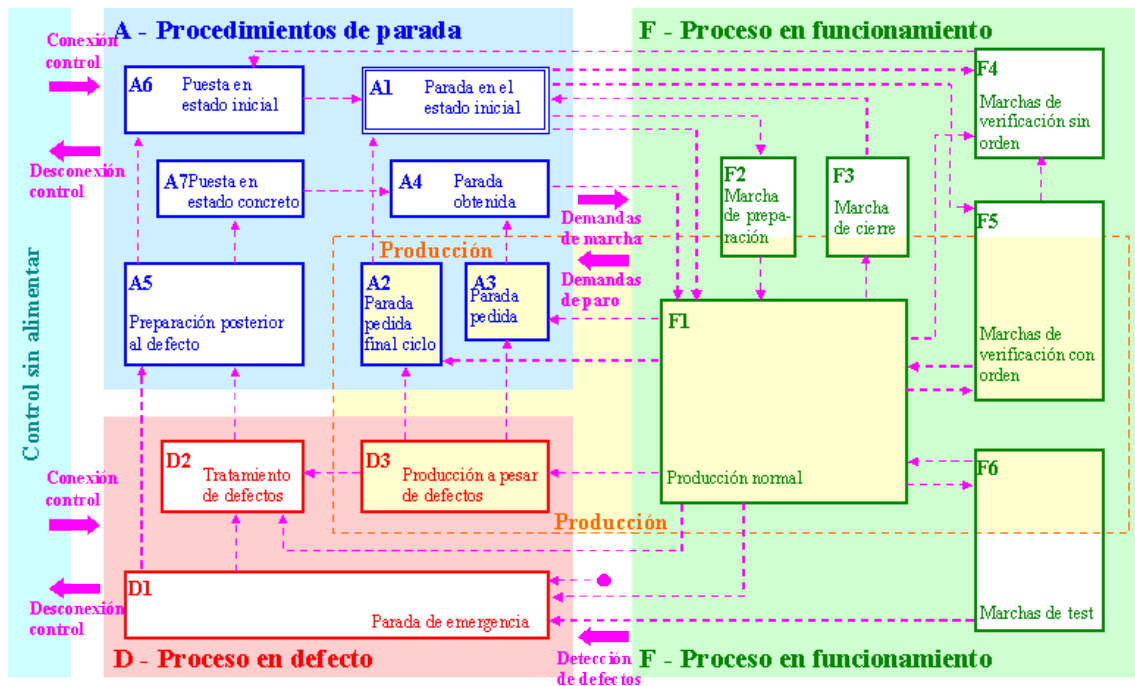 A - Procedimientos de parada
F - Proceso en funcionamiento
Conexión
control
A6
Puesta en
estado inicial
A1
Parada en el
estado inicial
F4
Marchas de
verificación sin
orden
Desconexión
control
A7
Puesta en
estado concreto
A4
Parada
obtenida
F2
Marcha
de prepa-
ración
F3
Marcha
de cierre
Demandas
de marcha
F5
Marchas de
verificación con
orden
Producción
Demandas
de paro
A5
Preparación posterior
al defecto
A2
Parada
pedida
final ciclo
A3
Parada
pedida
F1
Producción normal
Control sin alimentar
D2
Tratamiento
de defectos
D3
Producción a pesar
de defectos
F6
Marchas de test
Conexión
control
Producción
Desconexión
control
D1
Parada de emergencia
D - Proceso en defecto
Detección
de defectos
F - Proceso en funcionamiento